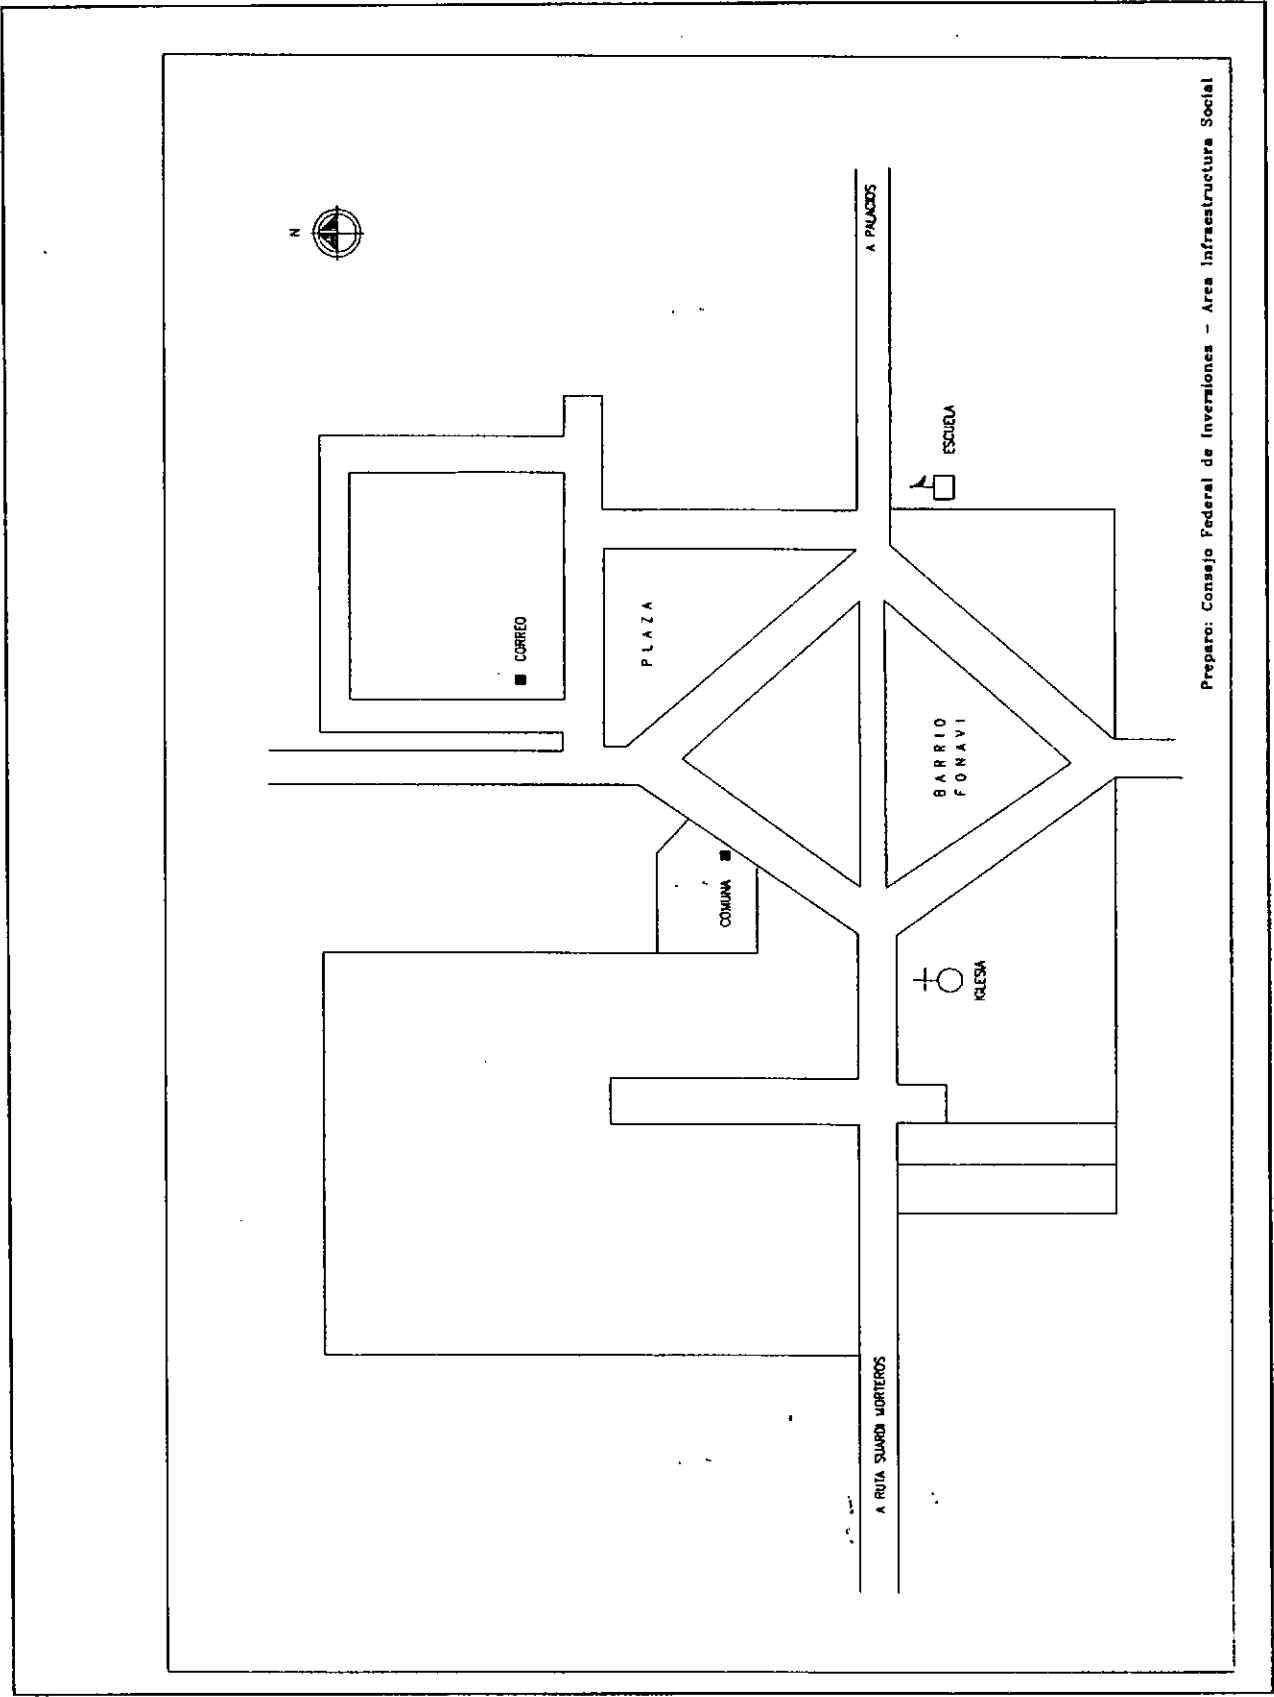 N
A PALACIOS
CORREO
PLAZA
ESCUELA
BARRIO
FONAVI
COMUNA
IGLESIA
A RUTA SUARDI MORTEROS
Preparo: Consejo Federal de Inversiones - Area Infraestructura Social